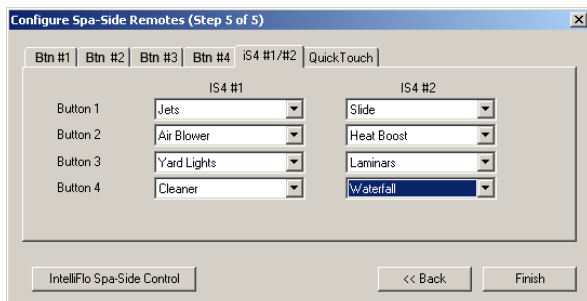 Configure Spa-Side Remotes (Step 5 of 5)
Btn #1 Btn #2 Btn #3 Btn #4 iS4 #1/#2 QuickTouch
IS4 #1 IS4 #2
Button 1 Jets Slide
Button 2 Air Blower Heat Boost
Button 3 Yard Lights Laminars
Button 4 Cleaner Waterfall
IntelliFlo Spa-Side Control << Back Finish